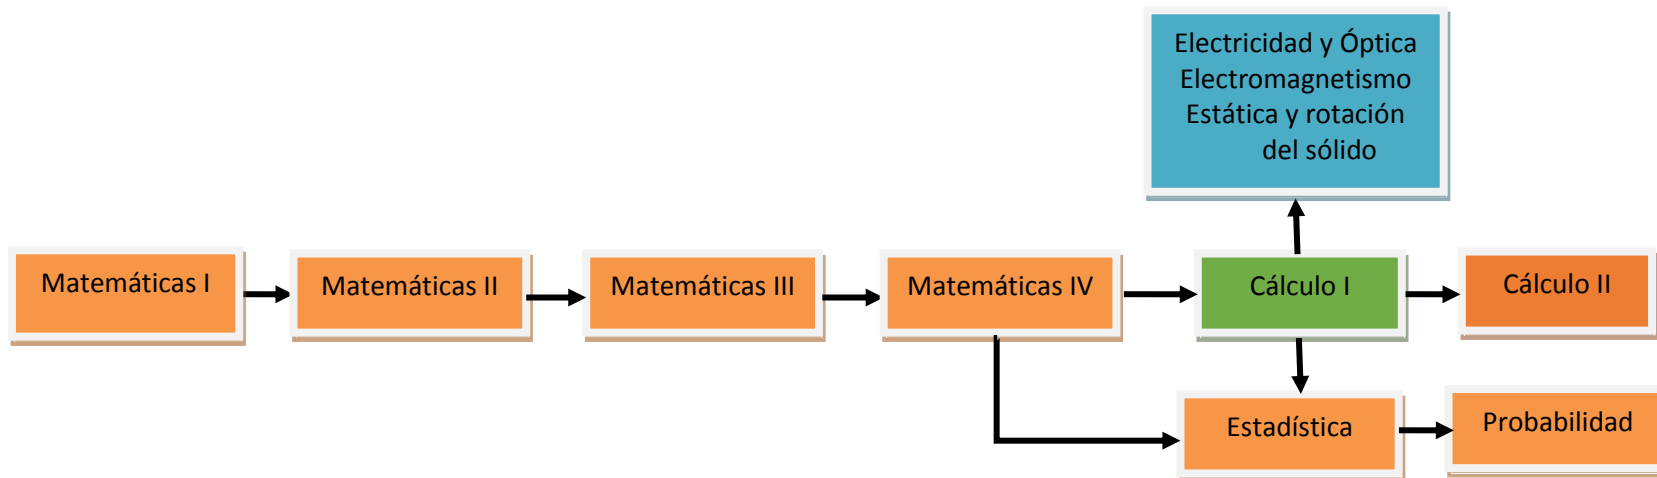 Electricidad y Óptica
Electromagnetismo
Estática y rotación
del sólido
Matemáticas I
Matemáticas II
Matemáticas III
Matemáticas IV
Cálculo I
Cálculo II
Estadística
Probabilidad